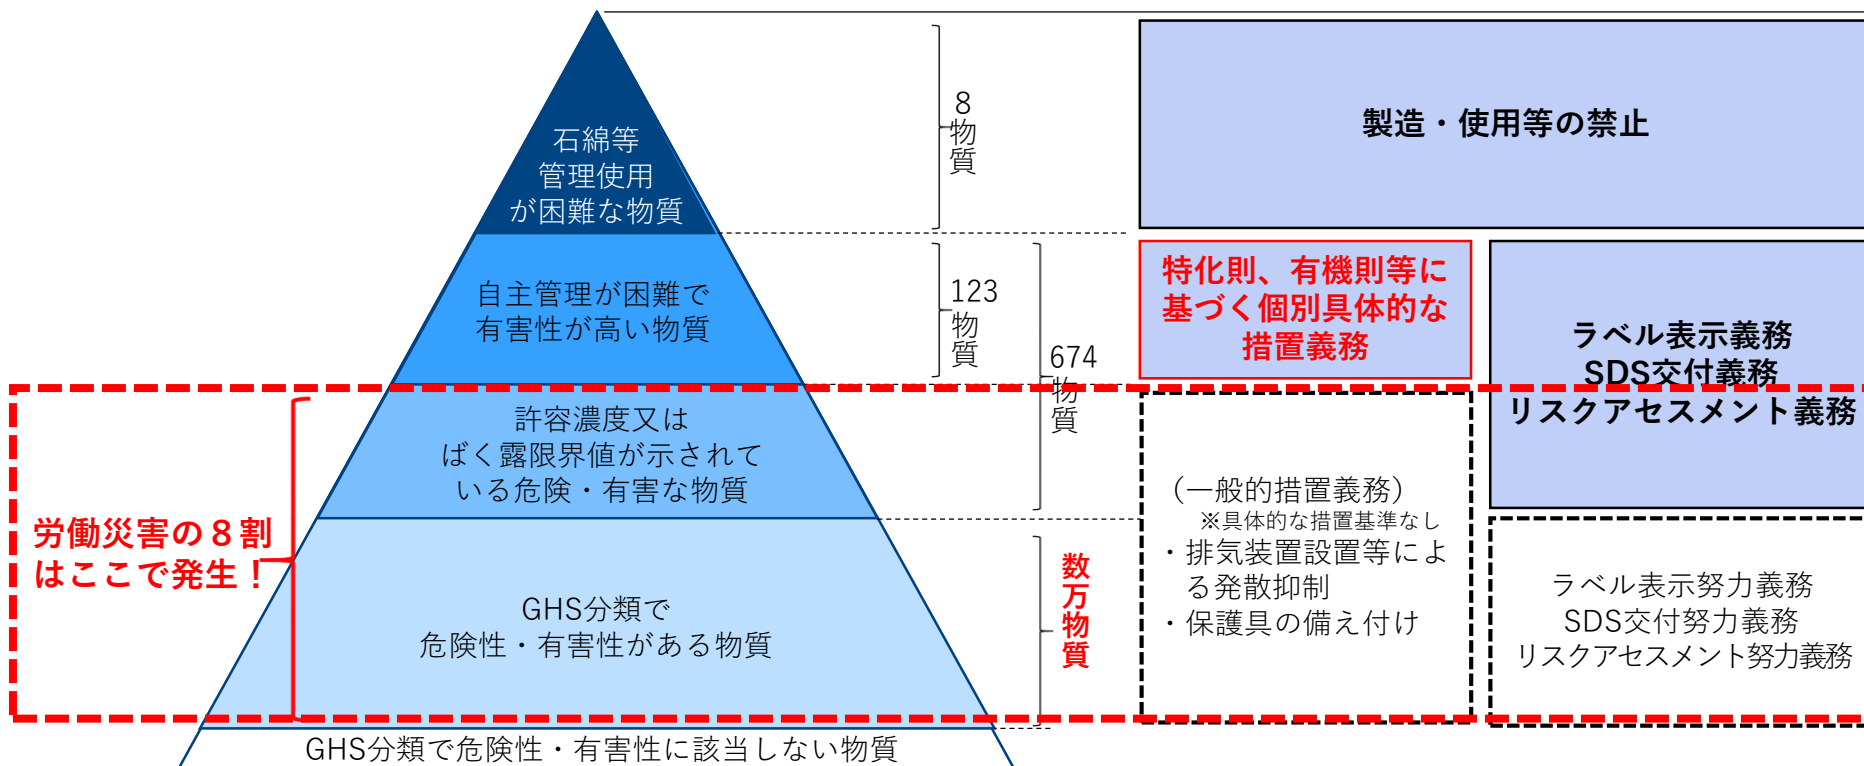 石綿等
管理使用
が困難な物質
8
物質
製造・使用等の禁止
自主管理が困難で
有害性が高い物質
123
物質
674
物質
特化則、有機則等に
基づく個別具体的な
措置義務
ラベル表示義務
SDS交付義務
リスクアセスメント義務
許容濃度又は
ばく露限界値が示されて
いる危険・有害な物質
(一般的措置義務)
※具体的な措置基準なし
・排気装置設置等によ
る発散抑制
・保護具の備え付け
労働災害の８割
はここで発生！
数万物質
GHS分類で
危険性・有害性がある物質
ラベル表示努力義務
SDS交付努力義務
リスクアセスメント努力義務
GHS分類で危険性・有害性に該当しない物質